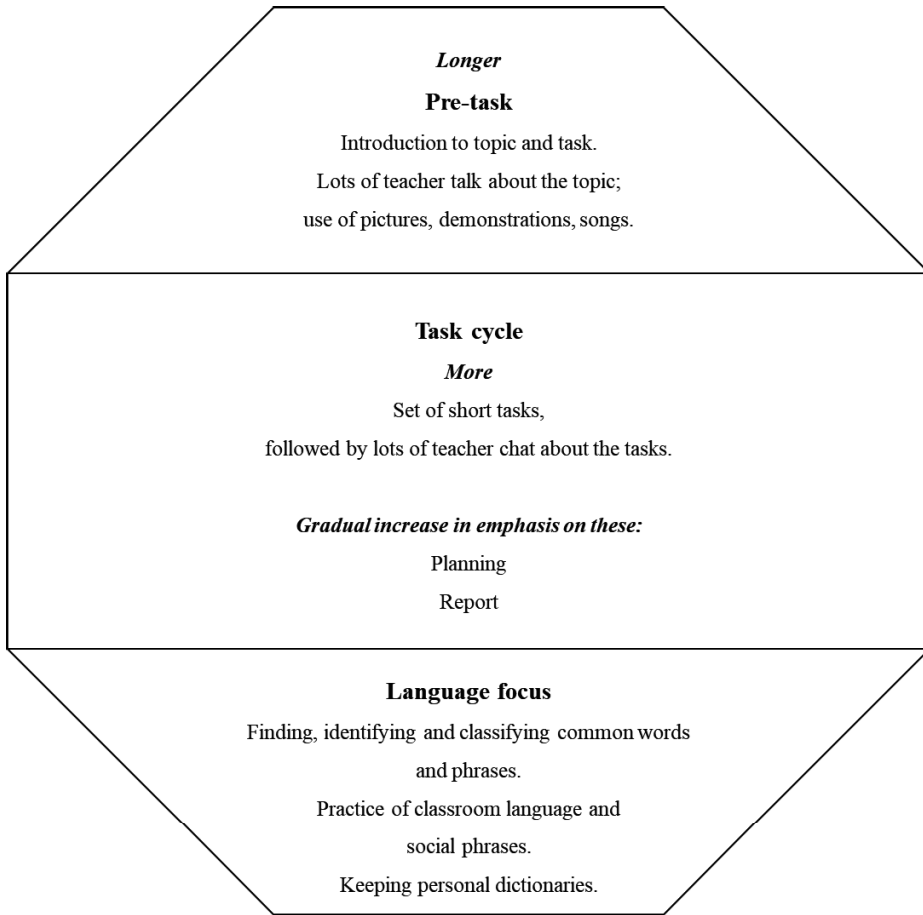 Longer
Pre-task
Introduction to topic and task.
Lots of teacher talk about the topic;
use of pictures, demonstrations, songs.
Task cycle
More
Set of short tasks,
followed by lots of teacher chat about the tasks.
Gradual increase in emphasis on these:
Planning
Report
Language focus
Finding, identifying and classifying common words
and phrases.
Practice of classroom language and
social phrases.
Keeping personal dictionaries.